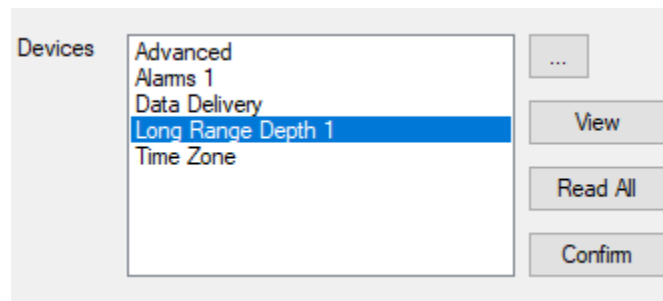 Devices
Advanced
Alarms 1
Data Delivery
Long Range Depth 1
Time Zone
...
View
Read All
Confirm